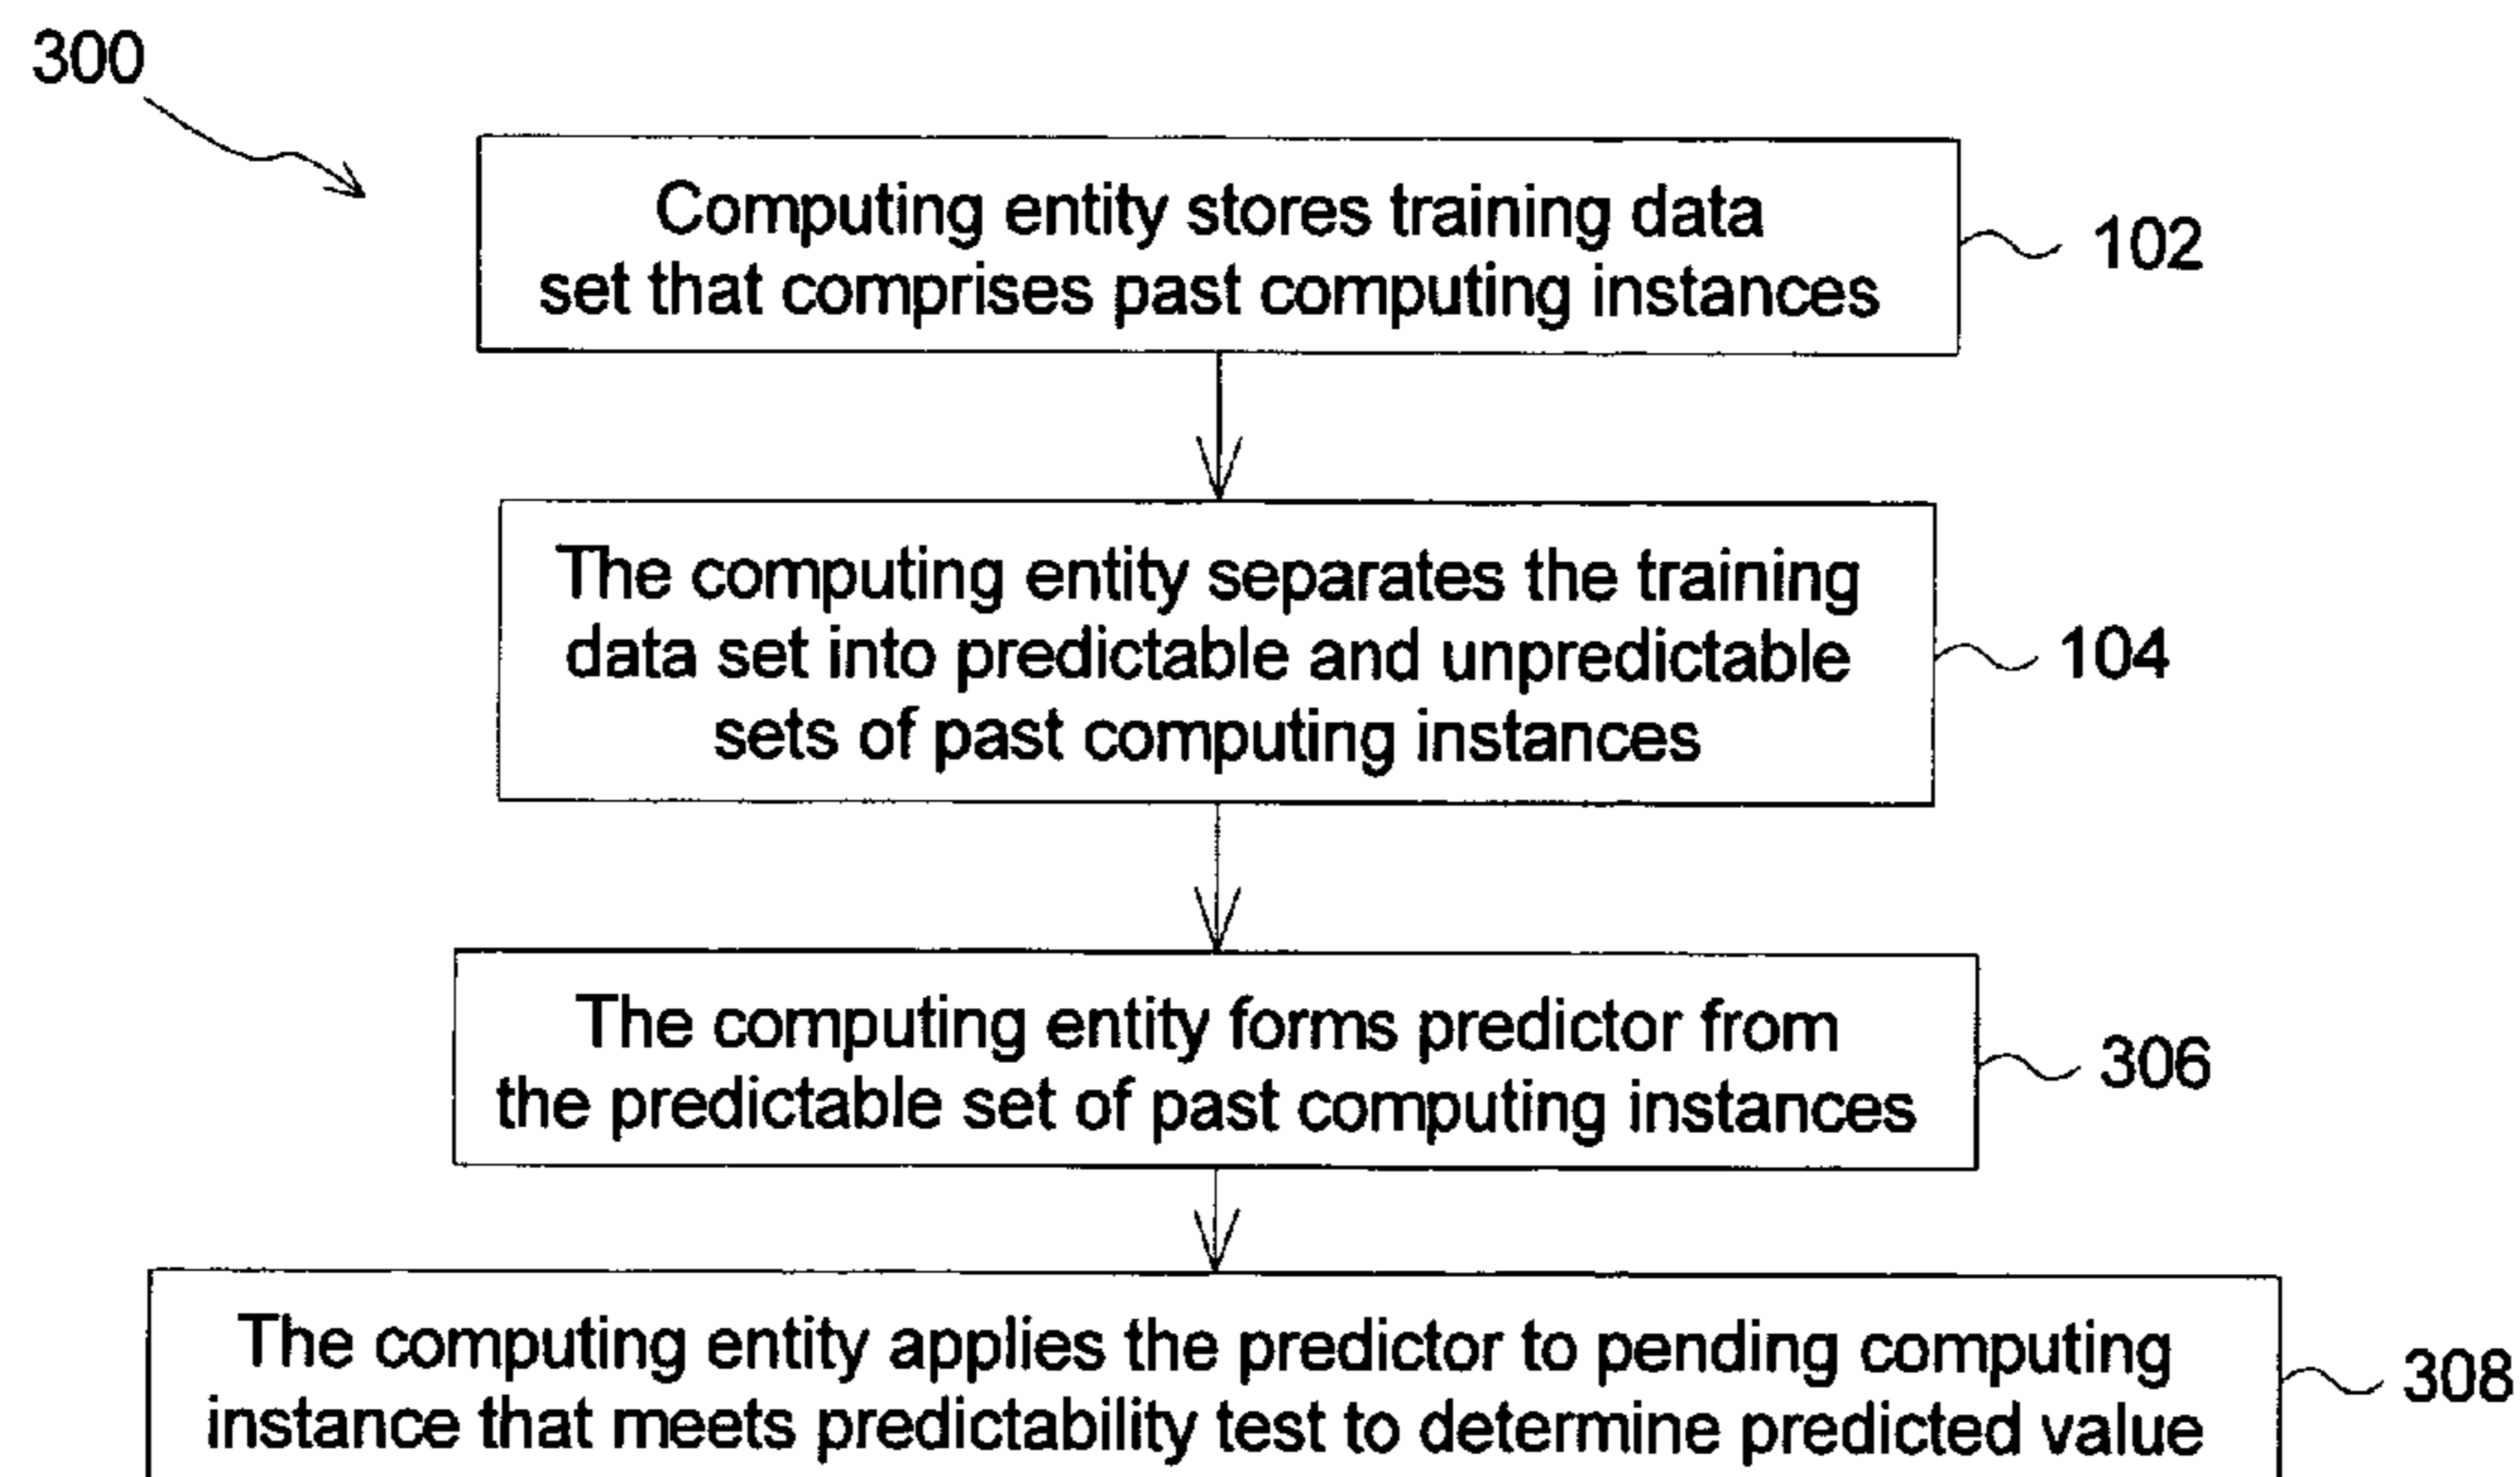 300
Computing entity stores training data
set that comprises past computing instances
102
The computing entity separates the training
data set into predictable and unpredictable
sets of past computing instances
104
The computing entity forms predictor from
the predictable set of past computing instances
306
The computing entity applies the predictor to pending computing
instance that meets predictability test to determine predicted value
308